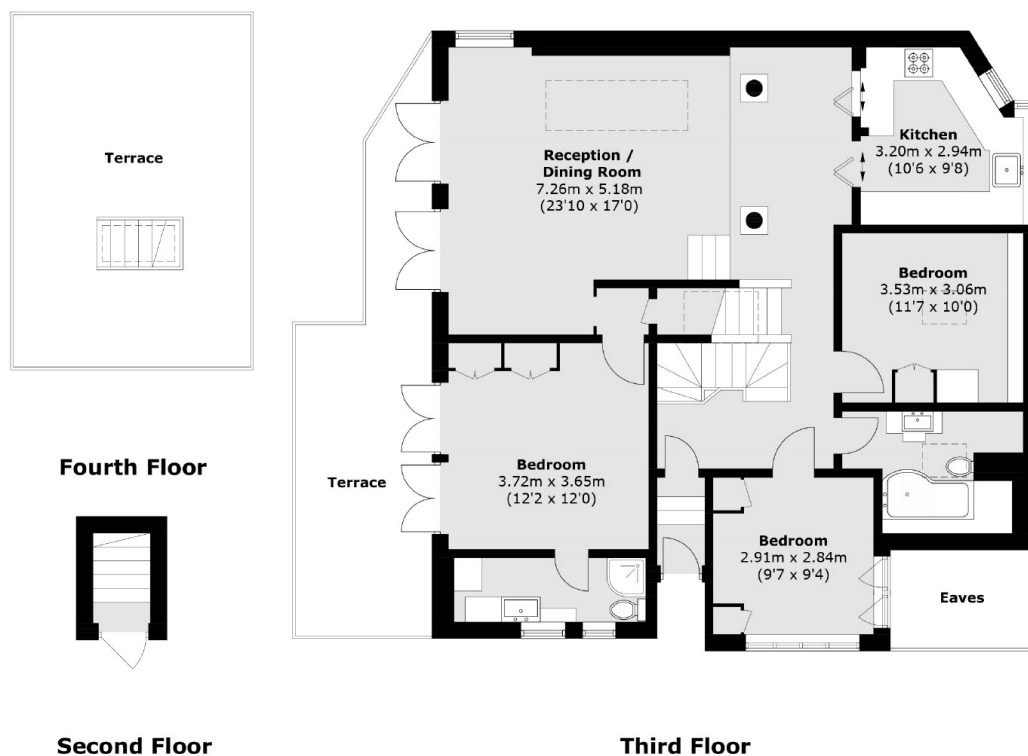 Terrace
Fourth Floor
Second Floor
Reception /
Dining Room
7.26m x 5.18m
(23'10 x 17'0)
Kitchen
3.20m x 2.94m
(10'6 x 9'8)
Bedroom
3.53m x 3.06m
(11'7 x 10'0)
Terrace
Bedroom
3.72m x 3.65m
(12'2 x 12'0)
Bedroom
2.91m x 2.84m
(9'7 x 9'4)
Eaves
Third Floor